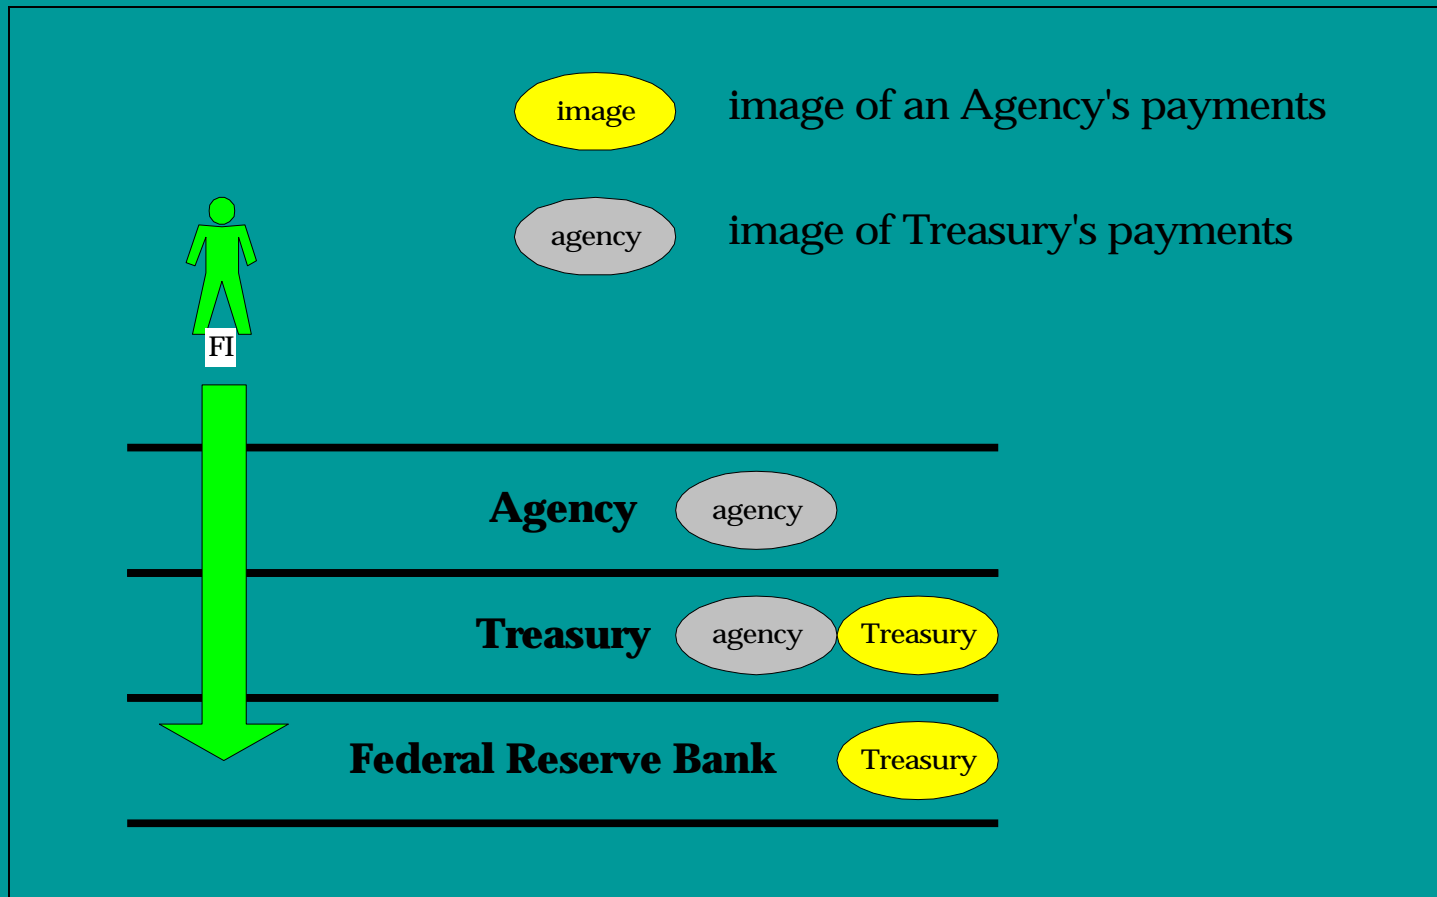 image image of an Agency's payments
agency image of Treasury's payments
FI
Agency agency
Treasury agency Treasury
Federal Reserve Bank Treasury